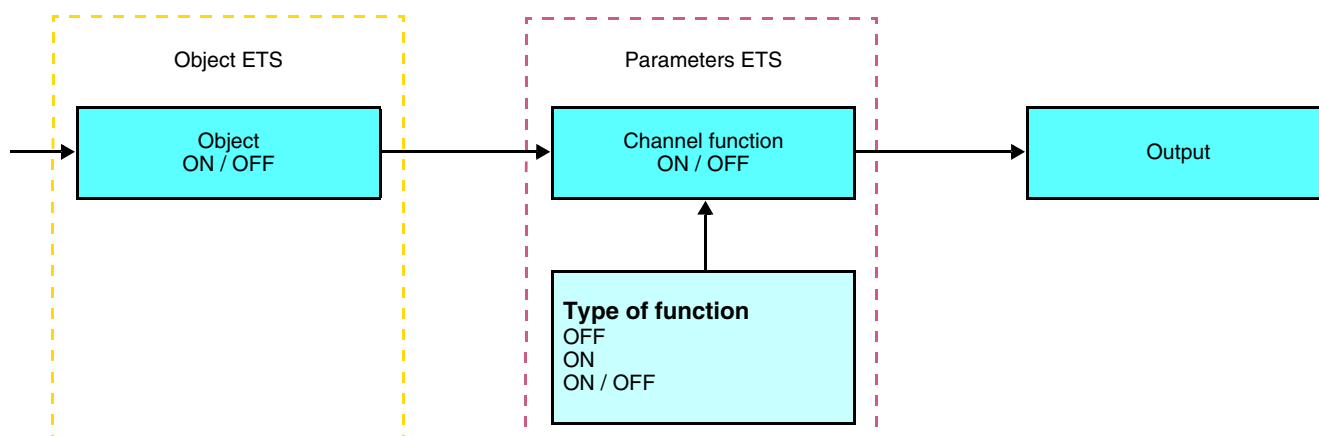 Object ETS
Parameters ETS
Object
ON / OFF
Channel function
ON / OFF
Output
Type of function
OFF
ON
ON / OFF